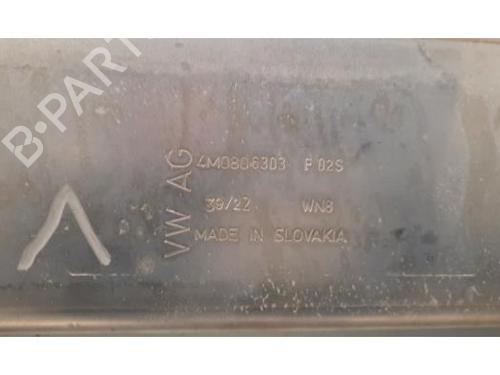 VW AG
4M0806303 P 02S
39/22 WN8
MADE IN SLOVAKIA
B-PARTS